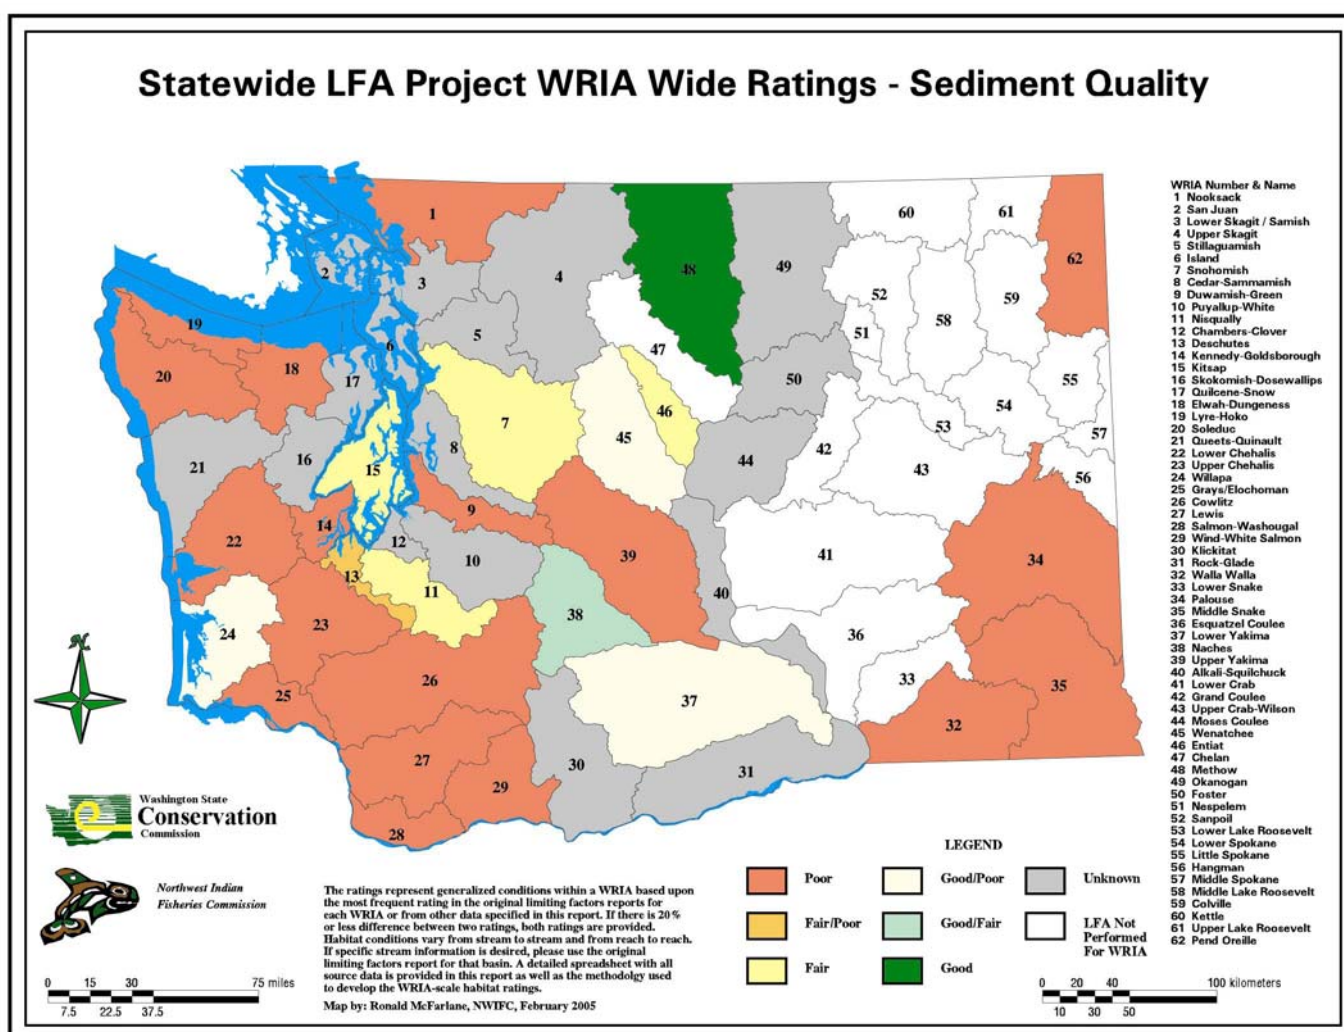 Statewide LFA Project WRIA Wide Ratings - Sediment Quality
1
2
3
4
5
6
7
8
9
10
11
12
13
14
15
16
17
18
19
20
21
22
23
24
25
26
27
28
29
30
31
32
33
34
35
36
37
38
39
40
41
42
43
44
45
46
47
48
49
50
51
52
53
54
55
56
57
58
59
60
61
62
WRIA Number & Name
1 Nooksack
2 San Juan
3 Lower Skagit / Samish
4 Upper Skagit
5 Stillaguamish
6 Island
7 Snohomish
8 Cedar-Sammamish
9 Duwamish-Green
10 Puyallup-White
11 Nisqually
12 Chambers-Clover
13 Deschutes
14 Kennedy-Goldsborough
15 Kitsap
16 Skokomish-Dosewallips
17 Quilcene-Snow
18 Elwah-Dungeness
19 Lyre-Hoko
20 Soleduc
21 Queets-Quinault
22 Lower Chehalis
23 Upper Chehalis
24 Willapa
25 Grays/Elochoman
26 Cowlitz
27 Lewis
28 Salmon-Washougal
29 Wind-White Salmon
30 Klickitat
31 Rock-Glade
32 Walla Walla
33 Lower Snake
34 Palouse
35 Middle Snake
36 Esquatzel Coulee
37 Lower Yakima
38 Naches
39 Upper Yakima
40 Alkali-Squilchuck
41 Lower Crab
42 Grand Coulee
43 Upper Crab-Wilson
44 Moses Coulee
45 Wenatchee
46 Entiat
47 Chelan
48 Methow
49 Okanogan
50 Foster
51 Nespelem
52 Sanpoil
53 Lower Lake Roosevelt
54 Lower Spokane
55 Little Spokane
56 Hangman
57 Middle Spokane
58 Middle Lake Roosevelt
59 Colville
60 Kettle
61 Upper Lake Roosevelt
62 Pend Oreille
N
Washington State
Conservation
Commission
Northwest Indian
Fisheries Commission
The ratings represent generalized conditions within a WRIA based upon
the most frequent rating in the original limiting factors reports for
each WRIA or from other data specified in this report. If there is 20 %
or less difference between two ratings, both ratings are provided.
Habitat conditions vary from stream to stream and from reach to reach.
If specific stream information is desired, please use the original
limiting factors report for that basin. A detailed spreadsheet with all
source data is provided in this report as well as the methodolgy used
to develop the WRIA-scale habitat ratings.
Map by: Ronald McFarlane, NWIFC, February 2005
LEGEND
Poor
Fair/Poor
Fair
Good/Poor
Good/Fair
Good
Unknown
LFA Not
Performed
For WRIA
0 15 30 75 miles
7.5 22.5 37.5
0 20 40 100 kilometers
10 30 50